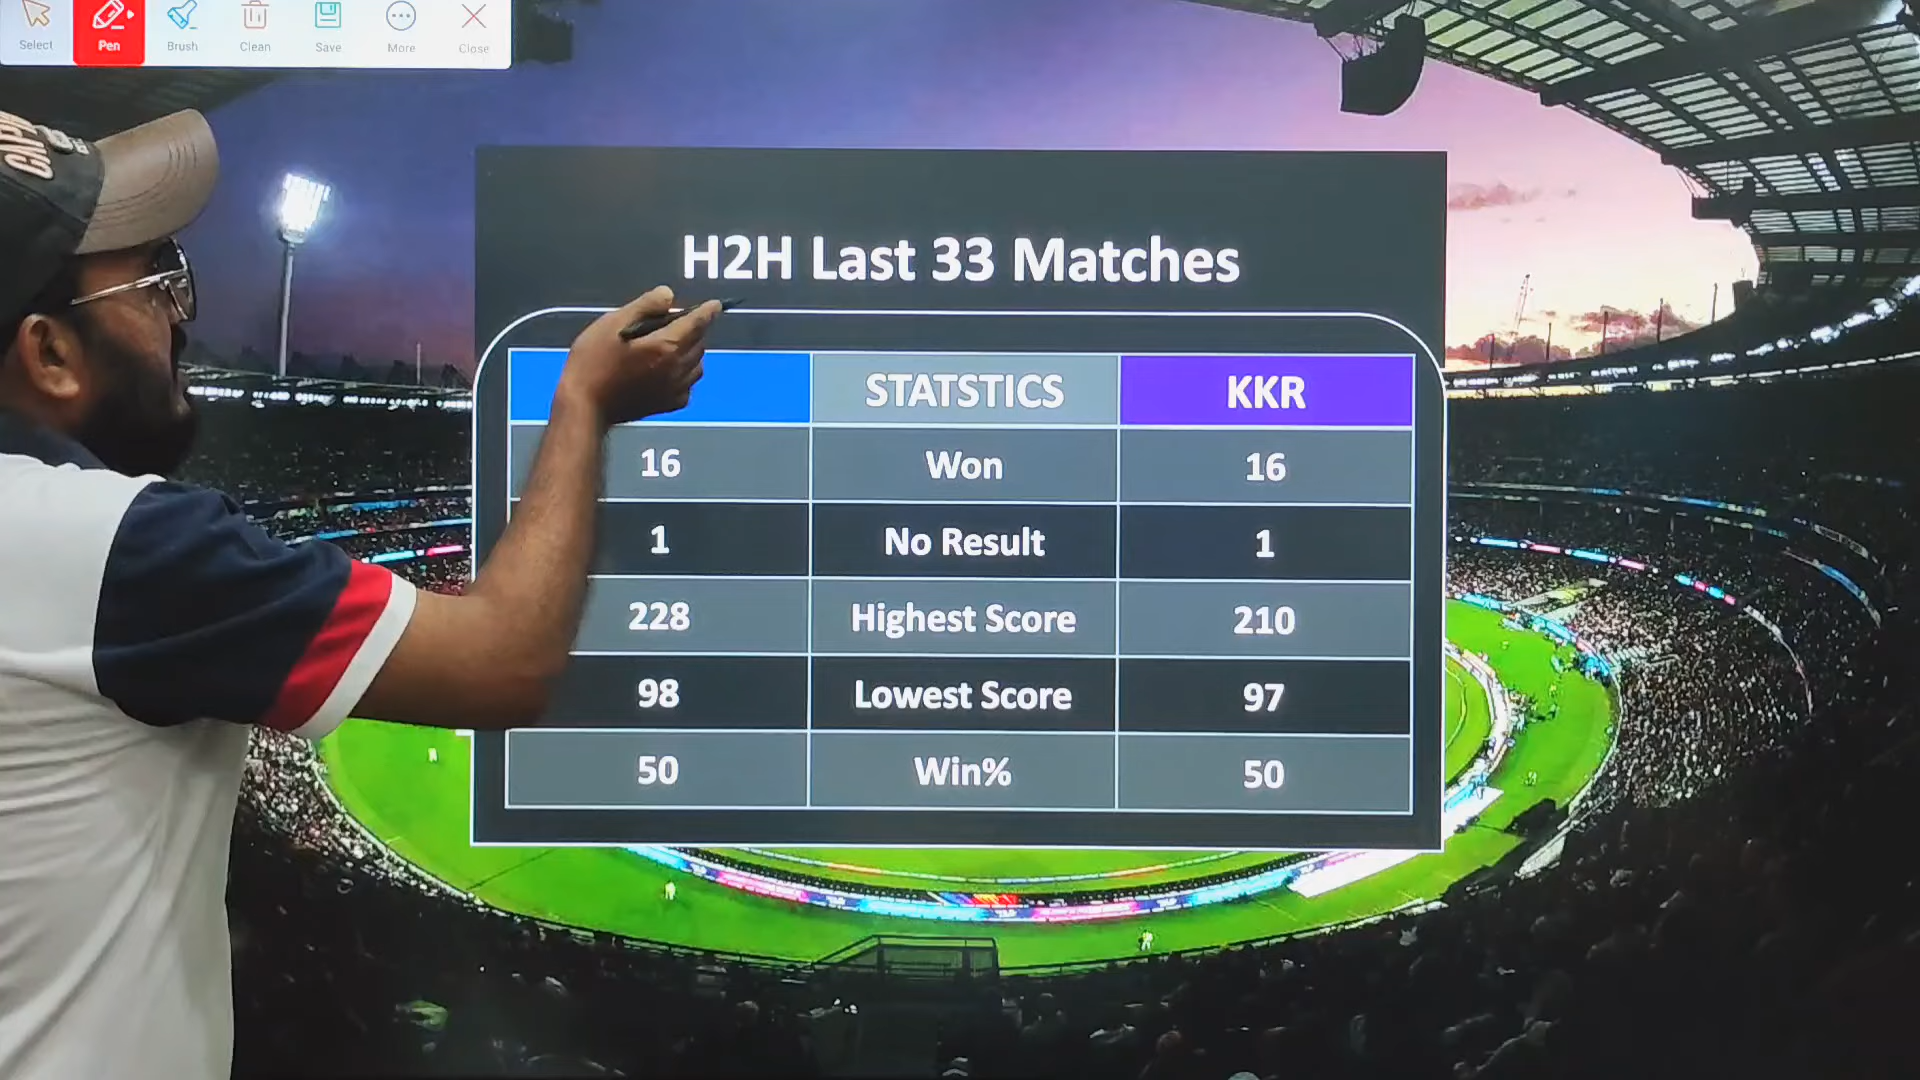 Select Pen Brush Clean Save More Close
CAPI
H2H Last 33 Matches
STATSTICS KKR
16 Won 16
1 No Result 1
228 Highest Score 210
98 Lowest Score 97
50 Win% 50